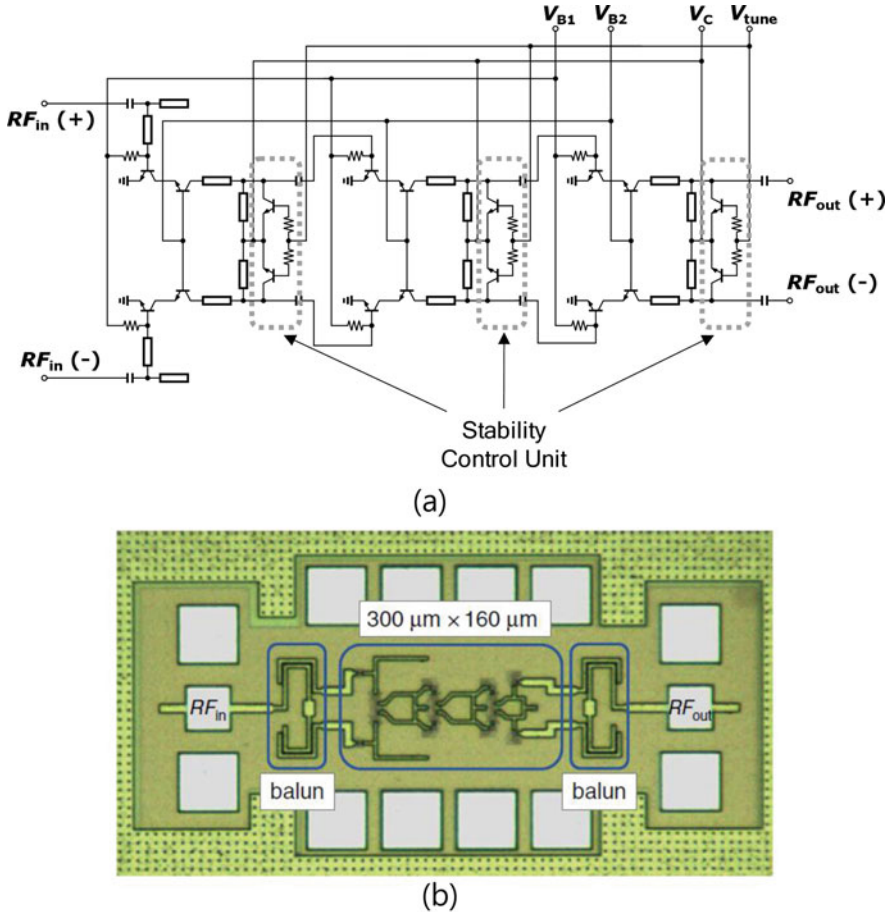 VB1 VB2 VC Vtune
RFin (+)
RFout (+)
RFout (-)
RFin (-)
Stability
Control Unit
(a)
300 µm × 160 µm
RFin
RFout
balun
balun
(b)